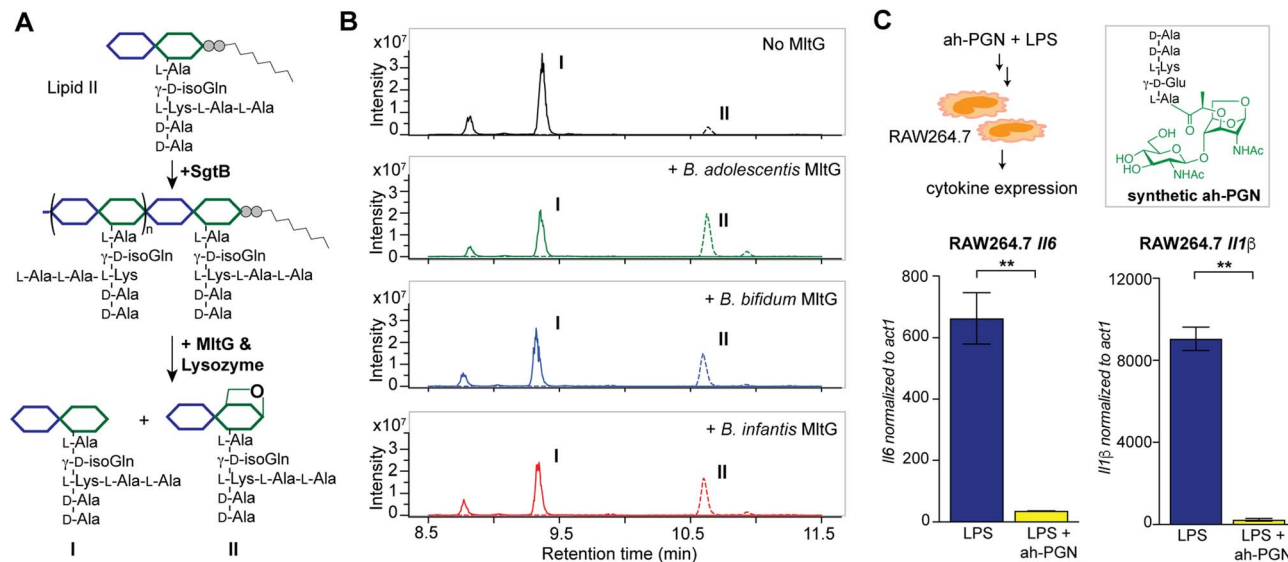 A
Lipid II
L-Ala
γ-D-isoGln
L-Lys-L-Ala-L-Ala
D-Ala
D-Ala
+SgtB
n
L-Ala
γ-D-isoGln
L-Ala-L-Ala-L-Lys
D-Ala
D-Ala
L-Ala
γ-D-isoGln
L-Lys-L-Ala-L-Ala
D-Ala
D-Ala
+ MltG &
Lysozyme
+
O
L-Ala
γ-D-isoGln
L-Lys-L-Ala-L-Ala
D-Ala
D-Ala
I
L-Ala
γ-D-isoGln
L-Lys-L-Ala-L-Ala
D-Ala
D-Ala
II
B
x10⁷
Intensity
3
2
1
0
No MltG
I
II
x10⁷
Intensity
3
2
1
0
+ B. adolescentis MltG
I
II
x10⁷
Intensity
3
2
1
0
+ B. bifidum MltG
I
II
x10⁷
Intensity
3
2
1
0
+ B. infantis MltG
I
II
8.5 9.5 10.5 11.5
Retention time (min)
C
ah-PGN + LPS
RAW264.7
cytokine expression
D-Ala
D-Ala
L-Lys
γ-D-Glu
L-Ala
O
O
O
O
OH
HO
HO
O
O
NHAc
NHAc
synthetic ah-PGN
RAW264.7 Il6
**
Il6 normalized to act1
800
600
400
200
0
LPS
LPS +
ah-PGN
RAW264.7 Il1β
**
Il1β normalized to act1
12000
8000
4000
0
LPS
LPS +
ah-PGN